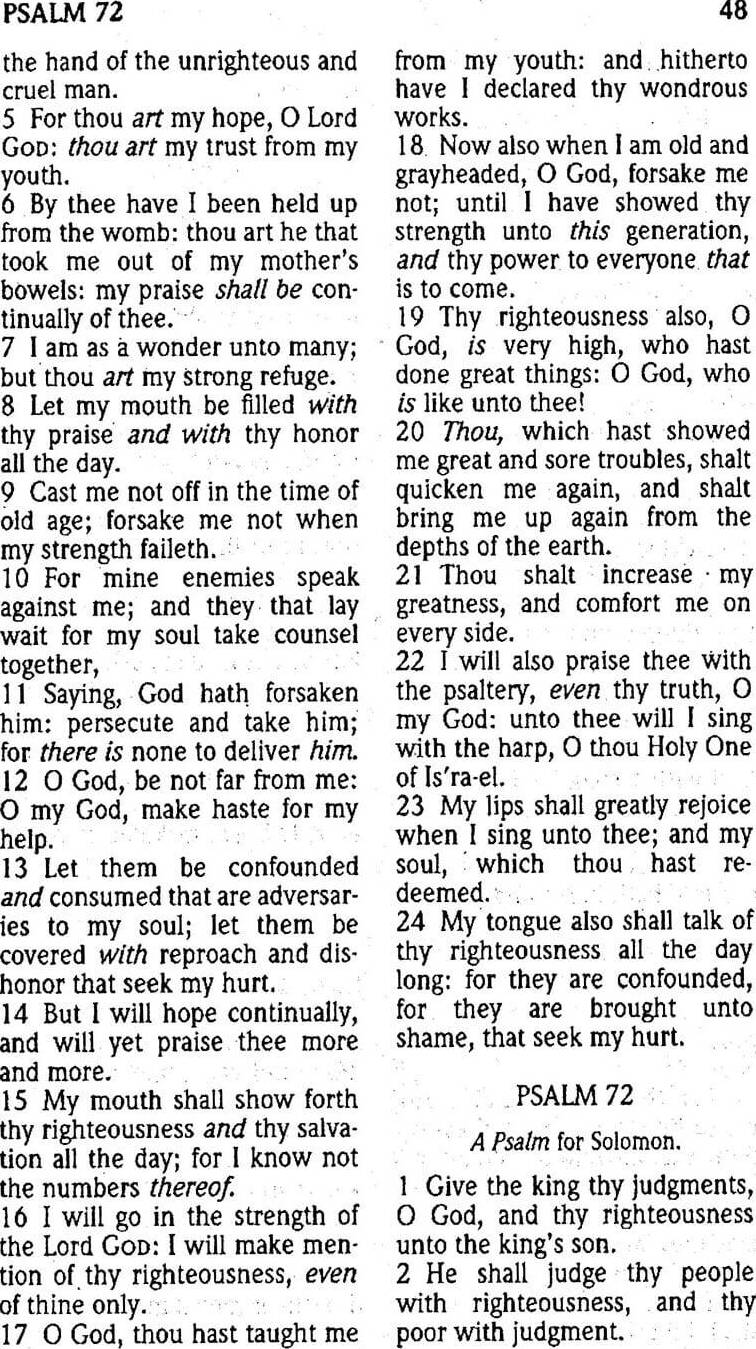 PSALM 72
48
the hand of the unrighteous and
cruel man.
5 For thou art my hope, O Lord
GOD: thou art my trust from my
youth.
6 By thee have I been held up
from the womb: thou art he that
took me out of my mother's
bowels: my praise shall be con-
tinually of thee.
7 I am as a wonder unto many;
but thou art my strong refuge.
8 Let my mouth be filled with
thy praise and with thy honor
all the day.
9 Cast me not off in the time of
old age; forsake me not when
my strength faileth.
10 For mine enemies speak
against me; and they that lay
wait for my soul take counsel
together,
11 Saying, God hath forsaken
him: persecute and take him;
for there is none to deliver him.
12 O God, be not far from me:
O my God, make haste for my
help.
13 Let them be confounded
and consumed that are adversar-
ies to my soul; let them be
covered with reproach and dis-
honor that seek my hurt.
14 But I will hope continually,
and will yet praise thee more
and more.
15 My mouth shall show forth
thy righteousness and thy salva-
tion all the day; for I know not
the numbers thereof.
16 I will go in the strength of
the Lord GOD: I will make men-
tion of thy righteousness, even
of thine only.
17 O God, thou hast taught me
from my youth: and hitherto
have I declared thy wondrous
works.
18 Now also when I am old and
grayheaded, O God, forsake me
not; until I have showed thy
strength unto this generation,
and thy power to everyone that
is to come.
19 Thy righteousness also, O
God, is very high, who hast
done great things: O God, who
is like unto thee!
20 Thou, which hast showed
me great and sore troubles, shalt
quicken me again, and shalt
bring me up again from the
depths of the earth.
21 Thou shalt increase my
greatness, and comfort me on
every side.
22 I will also praise thee with
the psaltery, even thy truth, O
my God: unto thee will I sing
with the harp, O thou Holy One
of Is'ra-el.
23 My lips shall greatly rejoice
when I sing unto thee; and my
soul, which thou hast re-
deemed.
24 My tongue also shall talk of
thy righteousness all the day
long: for they are confounded,
for they are brought unto
shame, that seek my hurt.
PSALM 72
A Psalm for Solomon.
1 Give the king thy judgments,
O God, and thy righteousness
unto the king's son.
2 He shall judge thy people
with righteousness, and thy
poor with judgment.